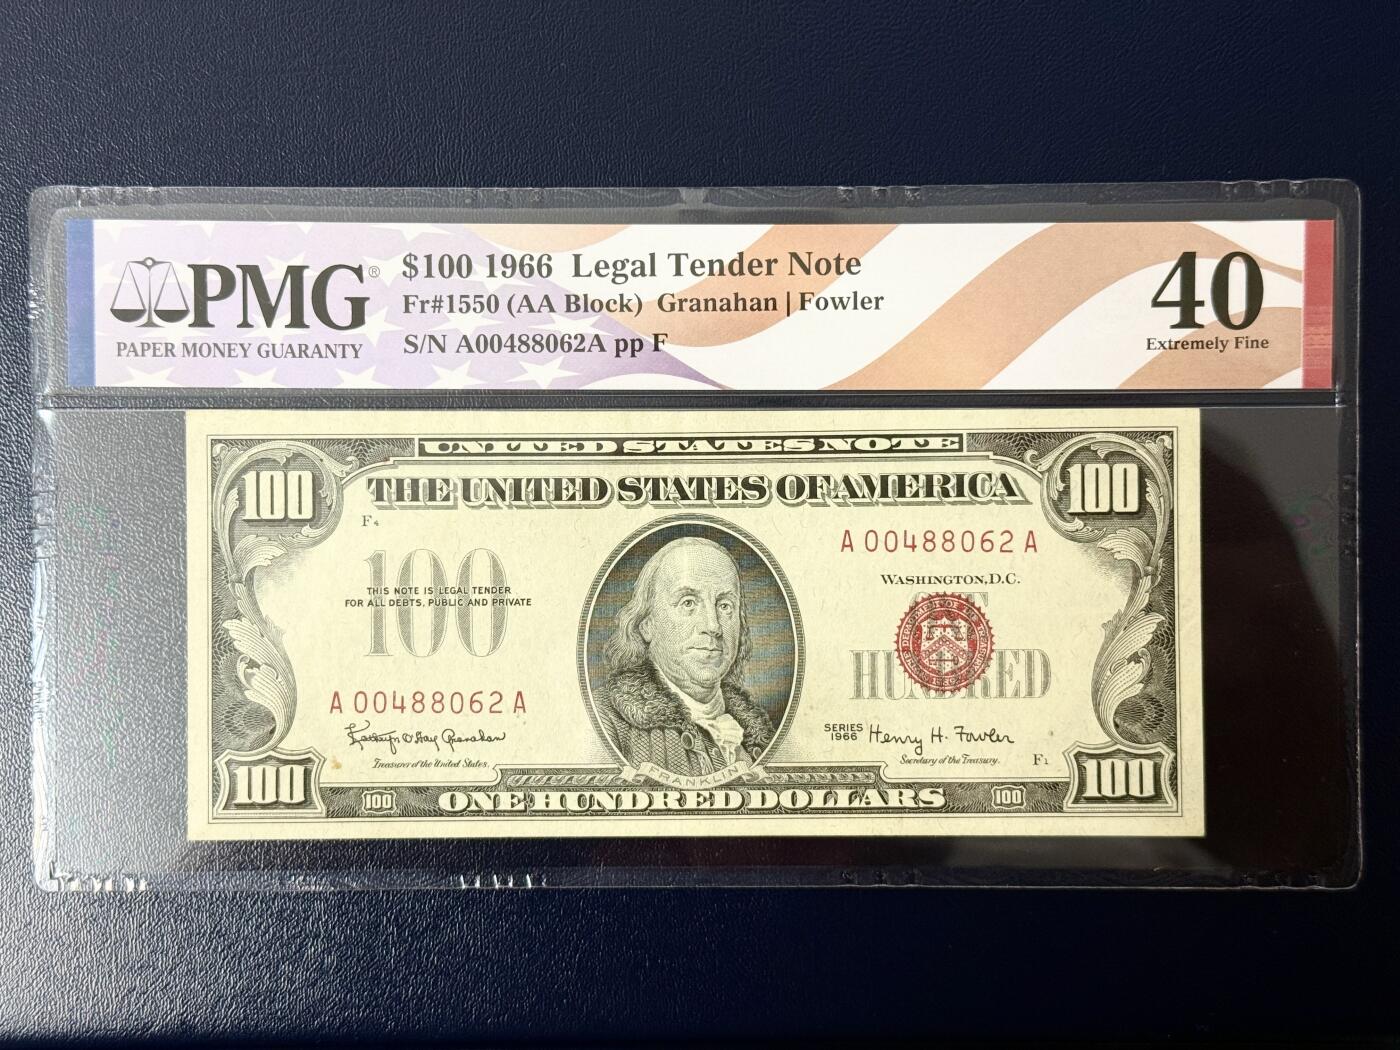 PMG®
PAPER MONEY GUARANTY
$100 1966 Legal Tender Note
Fr#1550 (AA Block) Granahan | Fowler
S/N A00488062A pp F
40
Extremely Fine
UNITED STATES NOTE
100
THE UNITED STATES OF AMERICA
100
F4
100
THIS NOTE IS LEGAL TENDER
FOR ALL DEBTS, PUBLIC AND PRIVATE
A 00488062 A
WASHINGTON, D.C.
HUNDRED
A 00488062 A
Kathryn O'Hay Granahan
Treasurer of the United States.
SERIES
1966
Henry H. Fowler
Secretary of the Treasury.
F1
FRANKLIN
100
100
ONE HUNDRED DOLLARS
100
100